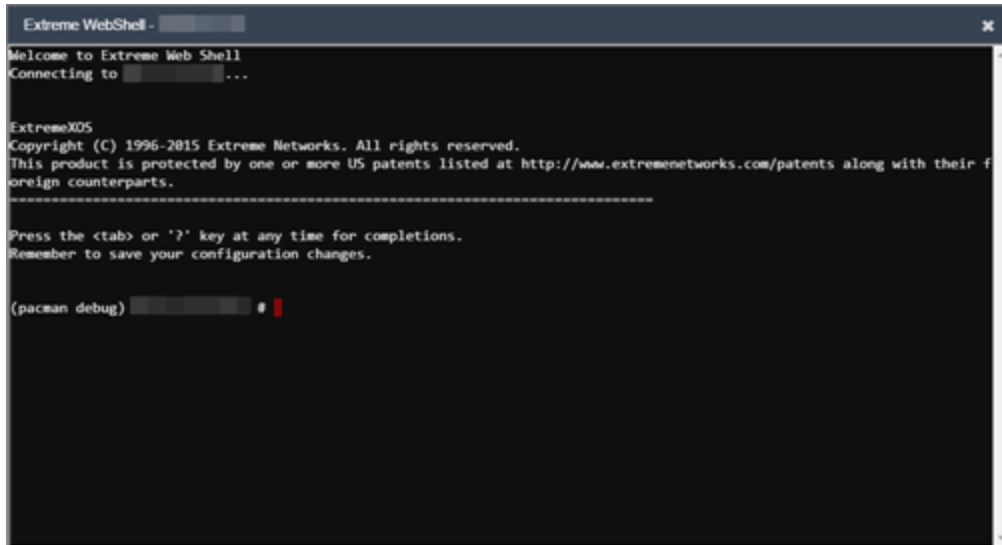 Extreme WebShell -
Welcome to Extreme Web Shell
Connecting to ...
ExtremeXOS
Copyright (C) 1996-2015 Extreme Networks. All rights reserved.
This product is protected by one or more US patents listed at http://www.extremenetworks.com/patents along with their f
oreign counterparts.
==============================================================================
Press the <tab> or '?' key at any time for completions.
Remember to save your configuration changes.
(pacman debug) #